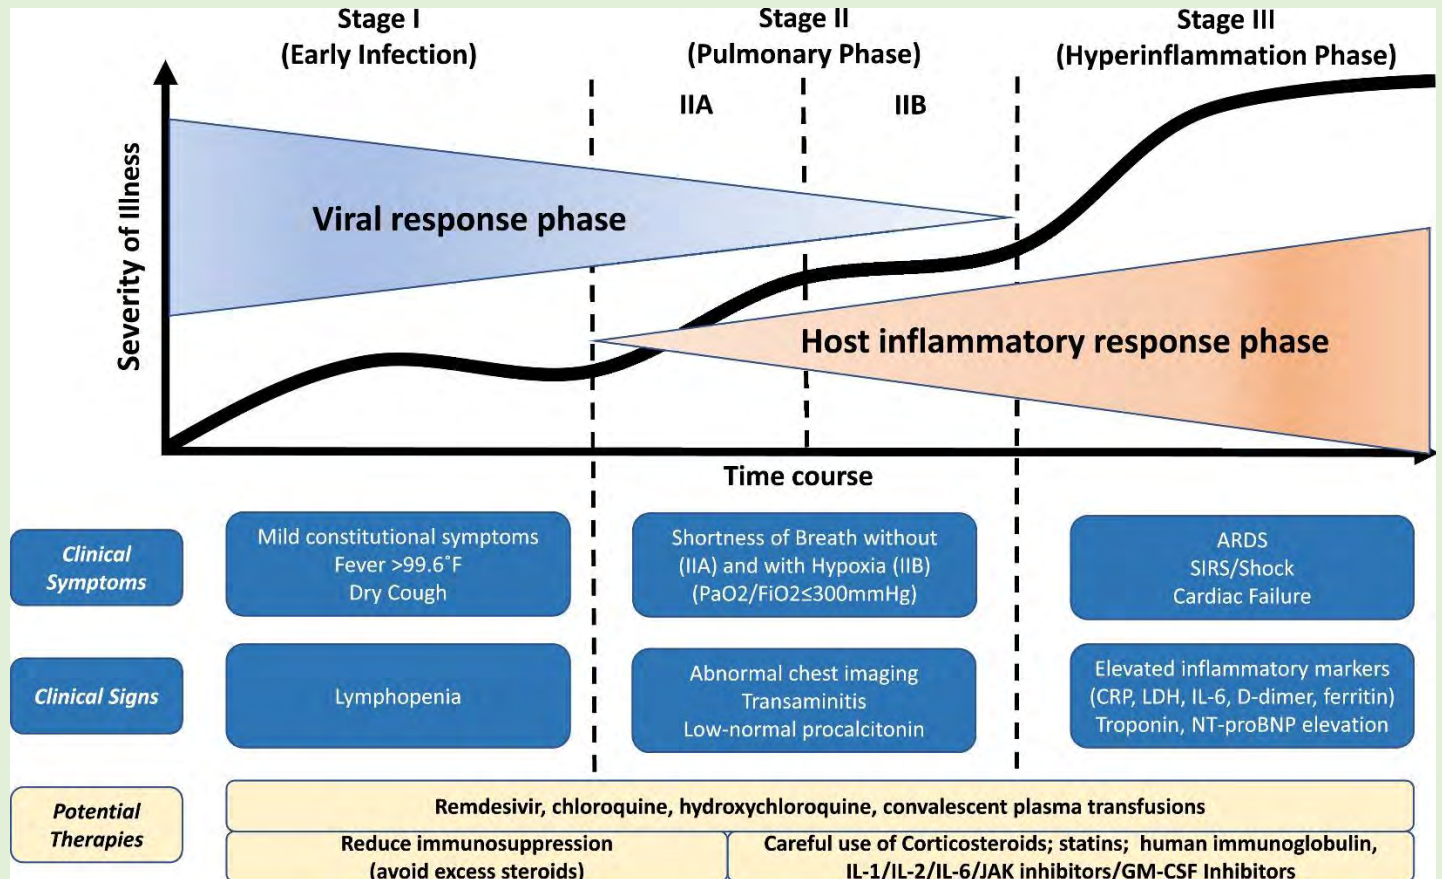 Stage I
(Early Infection)
Stage II
(Pulmonary Phase)
Stage III
(Hyperinflammation Phase)
IIA
IIB
Severity of Illness
Viral response phase
Host inflammatory response phase
Time course
Clinical
Symptoms
Mild constitutional symptoms
Fever >99.6˚F
Dry Cough
Shortness of Breath without
(IIA) and with Hypoxia (IIB)
(PaO2/FiO2≤300mmHg)
ARDS
SIRS/Shock
Cardiac Failure
Clinical Signs
Lymphopenia
Abnormal chest imaging
Transaminitis
Low-normal procalcitonin
Elevated inflammatory markers
(CRP, LDH, IL-6, D-dimer, ferritin)
Troponin, NT-proBNP elevation
Potential
Therapies
Remdesivir, chloroquine, hydroxychloroquine, convalescent plasma transfusions
Reduce immunosuppression
(avoid excess steroids)
Careful use of Corticosteroids; statins; human immunoglobulin,
IL-1/IL-2/IL-6/JAK inhibitors/GM-CSF Inhibitors